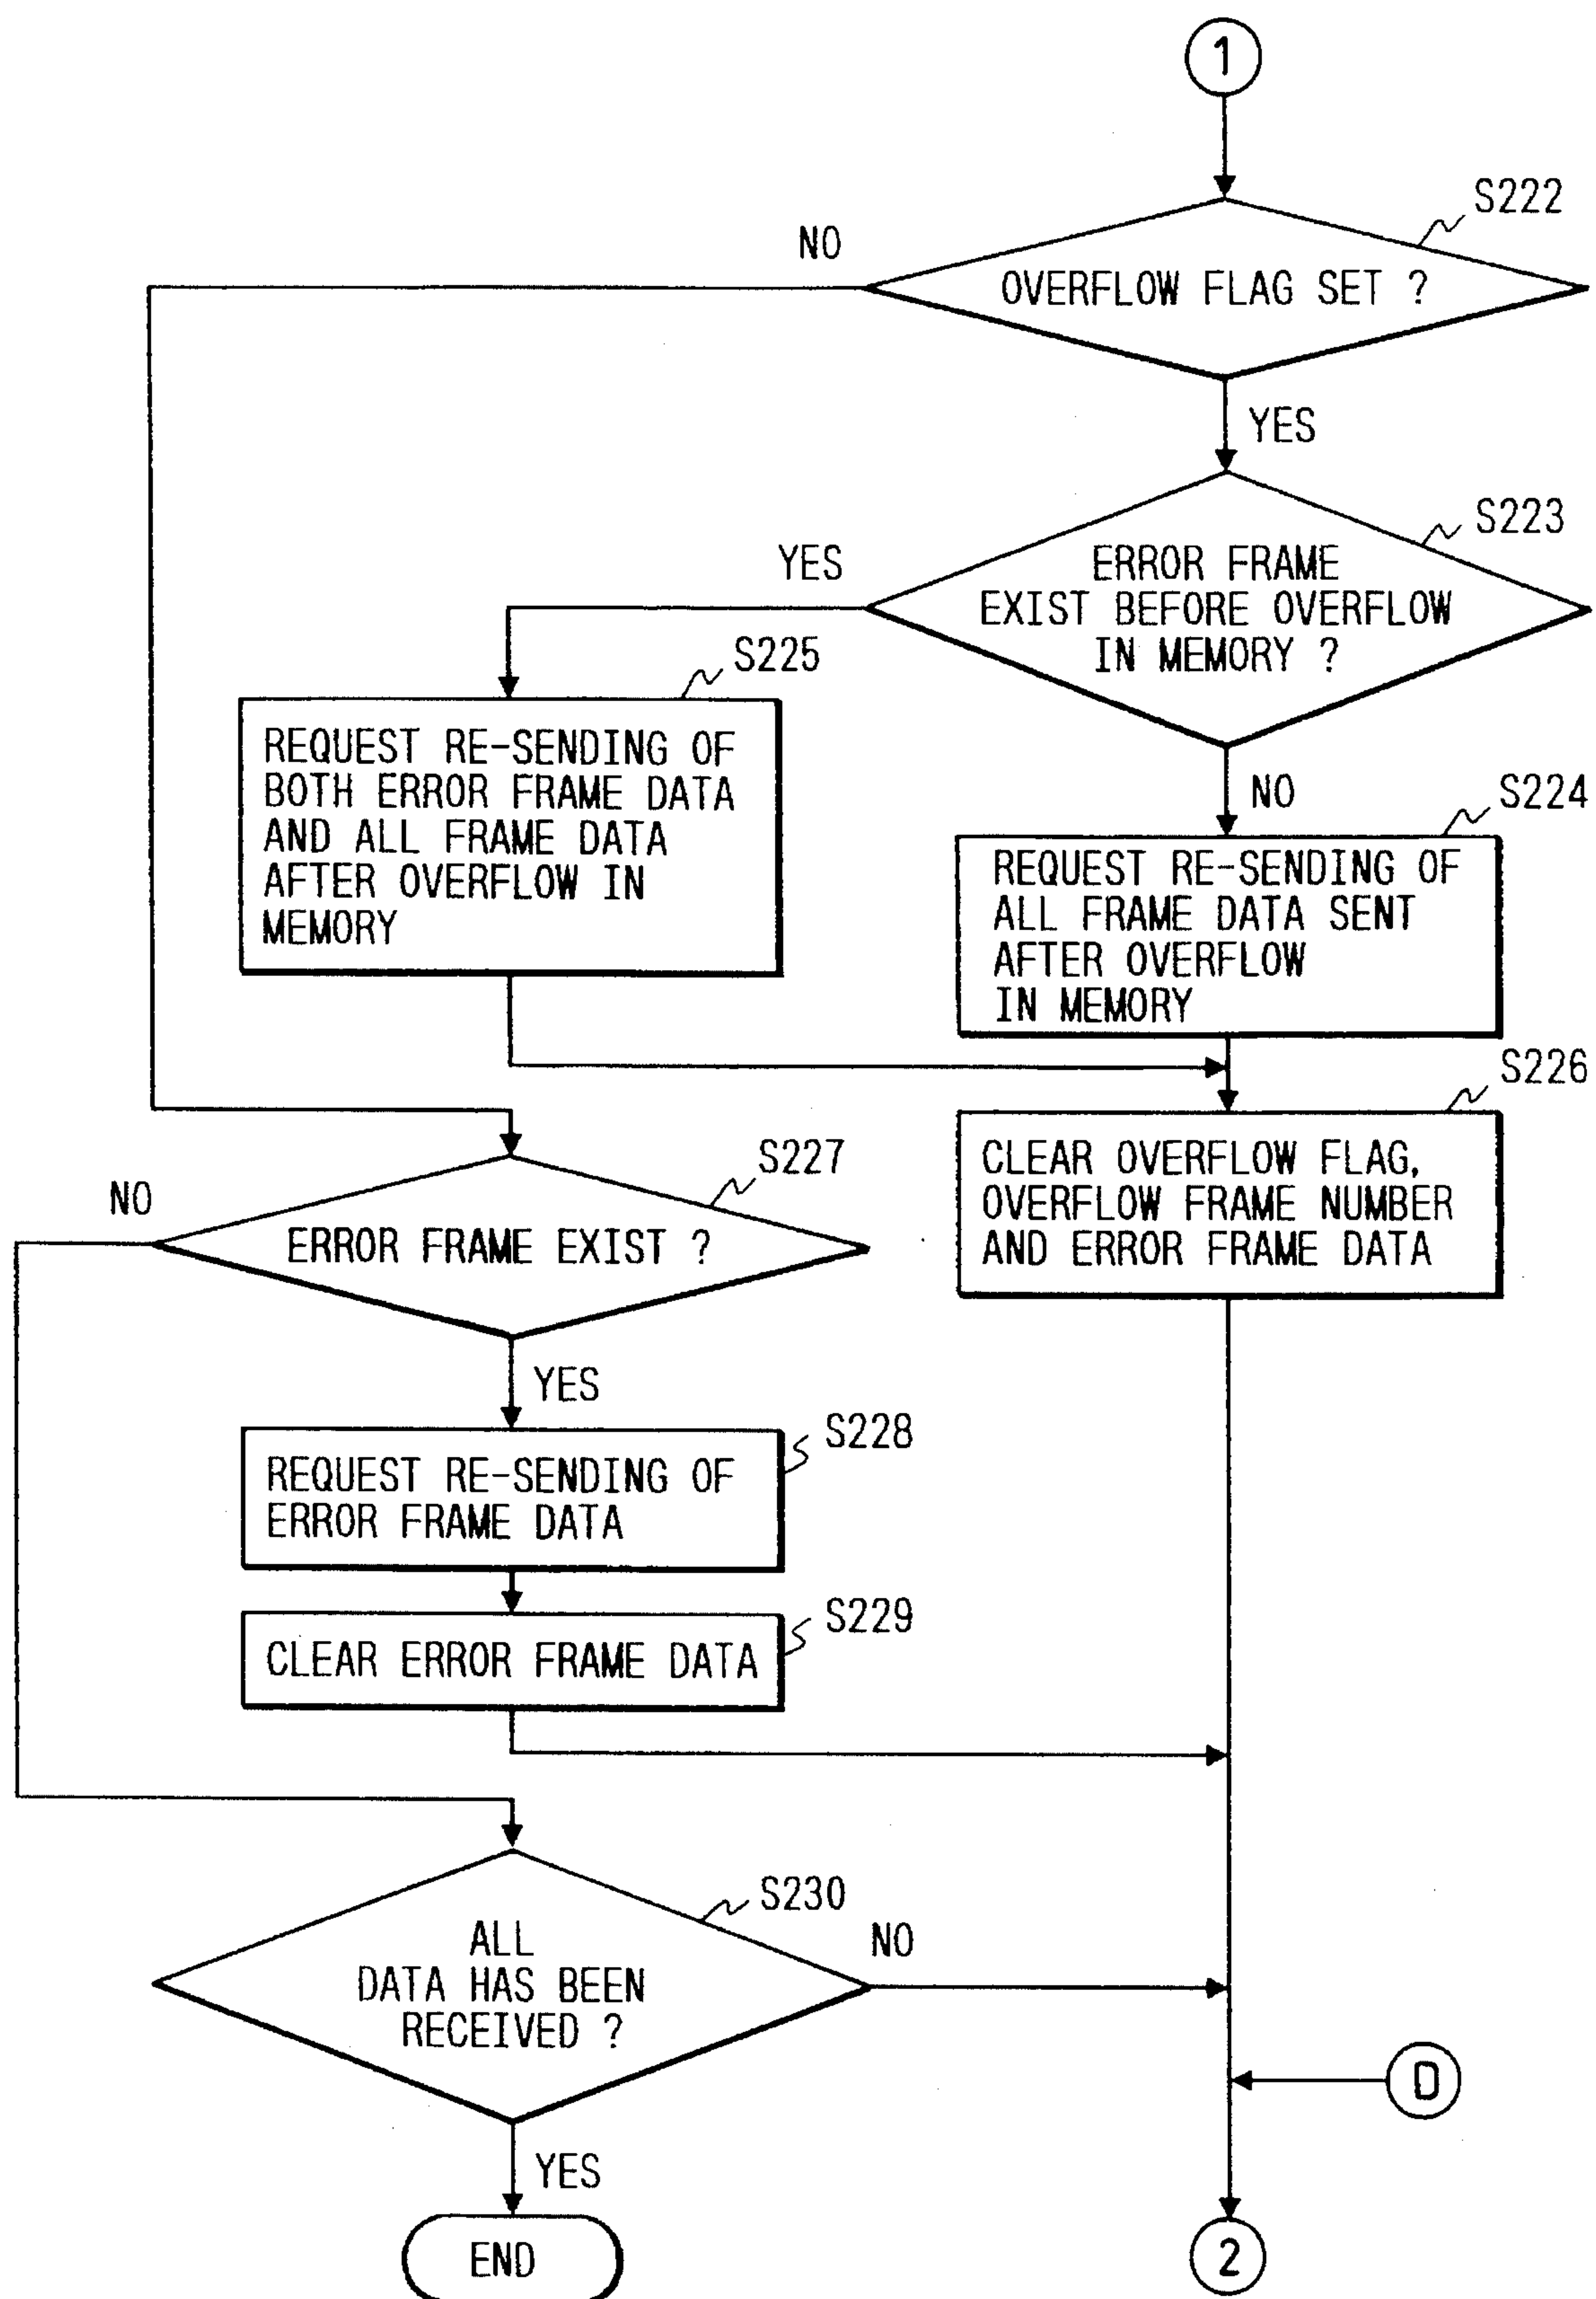 1
S222
NO
OVERFLOW FLAG SET ?
YES
S223
YES
ERROR FRAME
EXIST BEFORE OVERFLOW
IN MEMORY ?
S225
REQUEST RE-SENDING OF
BOTH ERROR FRAME DATA
AND ALL FRAME DATA
AFTER OVERFLOW IN
MEMORY
NO
S224
REQUEST RE-SENDING OF
ALL FRAME DATA SENT
AFTER OVERFLOW
IN MEMORY
S226
CLEAR OVERFLOW FLAG,
OVERFLOW FRAME NUMBER
AND ERROR FRAME DATA
S227
NO
ERROR FRAME EXIST ?
YES
S228
REQUEST RE-SENDING OF
ERROR FRAME DATA
S229
CLEAR ERROR FRAME DATA
S230
ALL
DATA HAS BEEN
RECEIVED ?
NO
D
YES
END
2